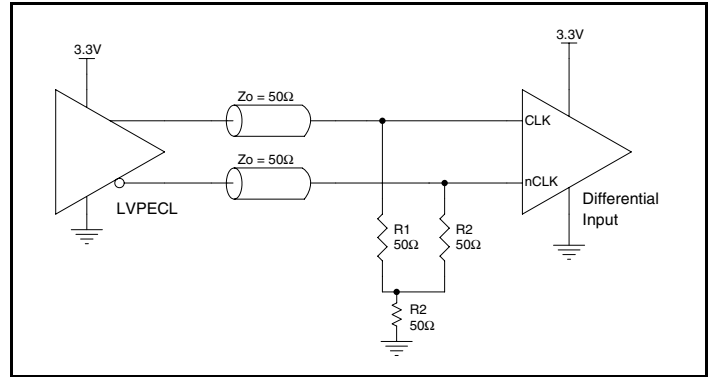 3.3V
3.3V
Zo = 50Ω
CLK
Zo = 50Ω
nCLK
LVPECL
Differential
Input
R1
50Ω
R2
50Ω
R2
50Ω